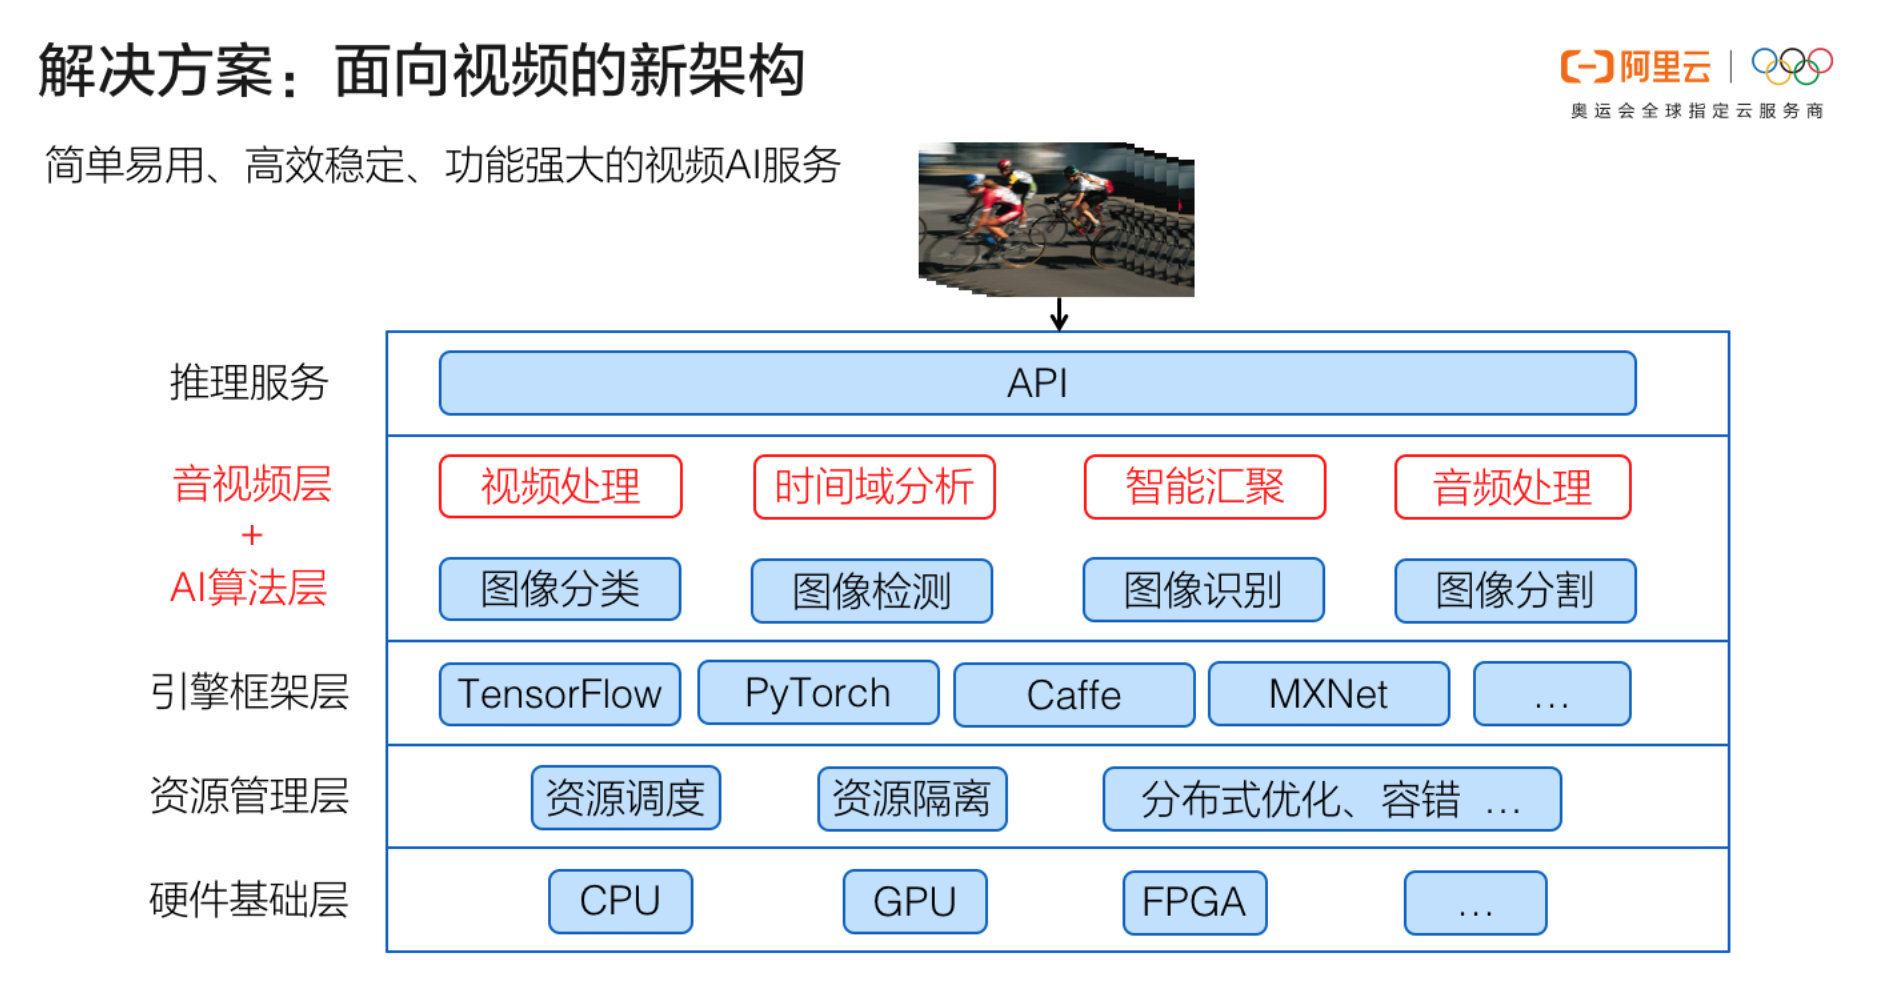 解决方案：面向视频的新架构
阿里云
奥运会全球指定云服务商
简单易用、高效稳定、功能强大的视频AI服务
推理服务
API
音视频层
+
AI算法层
视频处理
时间域分析
智能汇聚
音频处理
图像分类
图像检测
图像识别
图像分割
引擎框架层
TensorFlow
PyTorch
Caffe
MXNet
...
资源管理层
资源调度
资源隔离
分布式优化、容错 ...
硬件基础层
CPU
GPU
FPGA
...